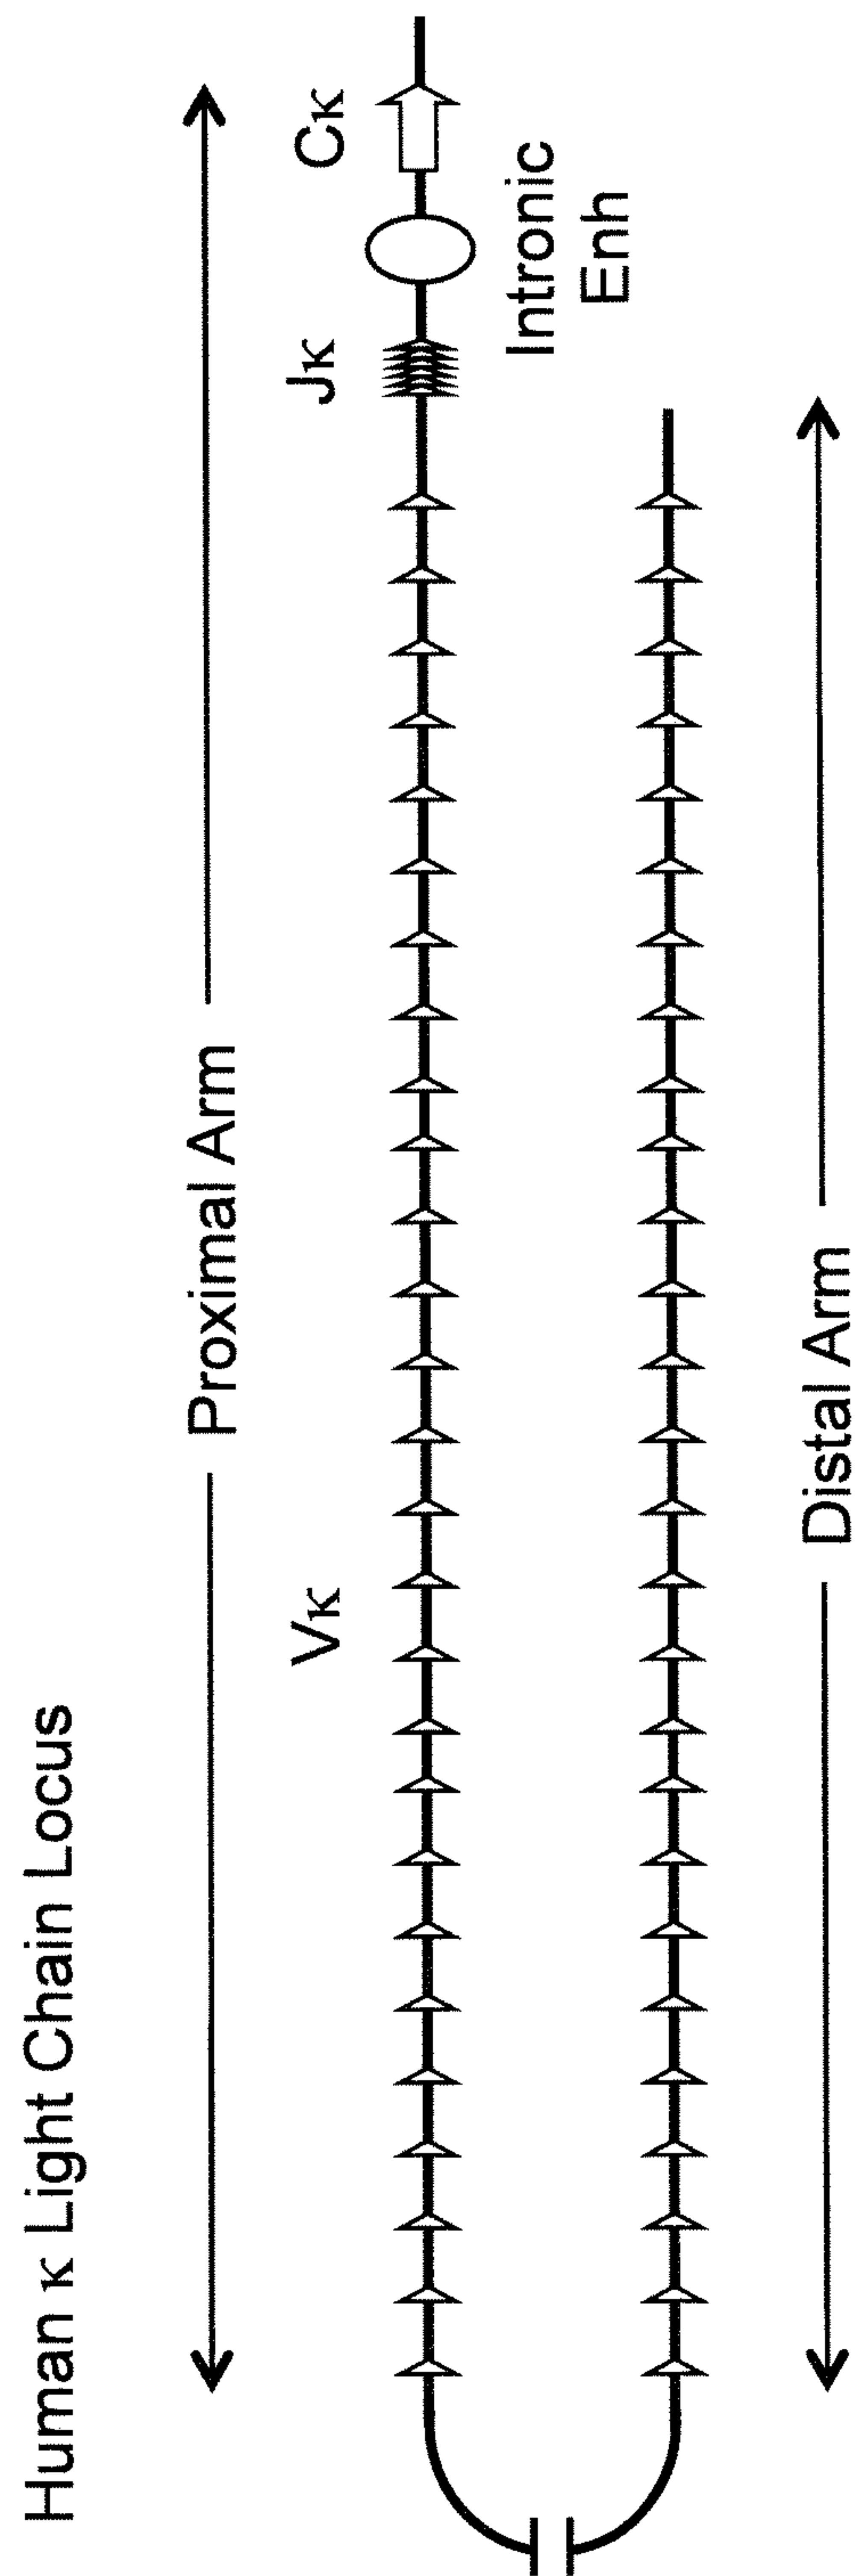 Human κ Light Chain Locus
Proximal Arm
Vκ
Jκ
Cκ
Intronic
Enh
Distal Arm